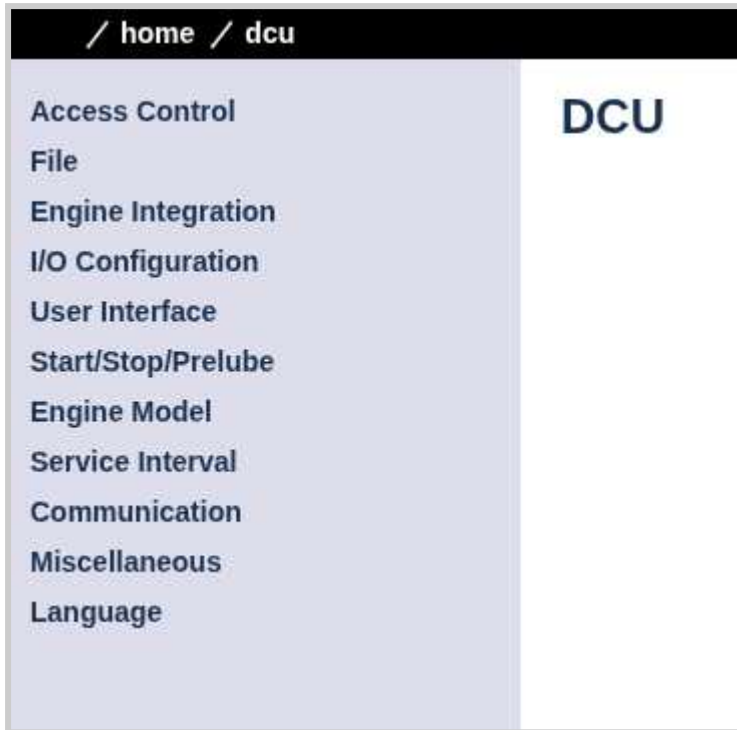 / home / dcu
Access Control
File
Engine Integration
I/O Configuration
User Interface
Start/Stop/Prelube
Engine Model
Service Interval
Communication
Miscellaneous
Language
DCU